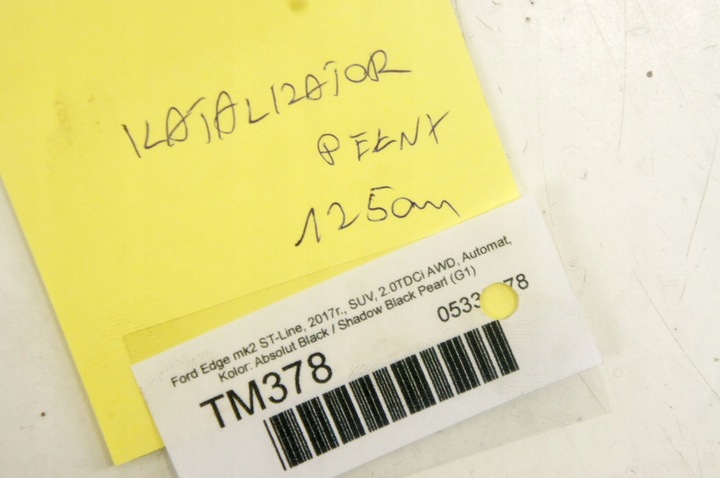 KATALIZATOR
PEŁNY
125cm
Ford Edge mk2 ST-Line, 2017r., SUV, 2.0TDCi AWD, Automat,
Kolor: Absolut Black / Shadow Black Pearl (G1)
TM378